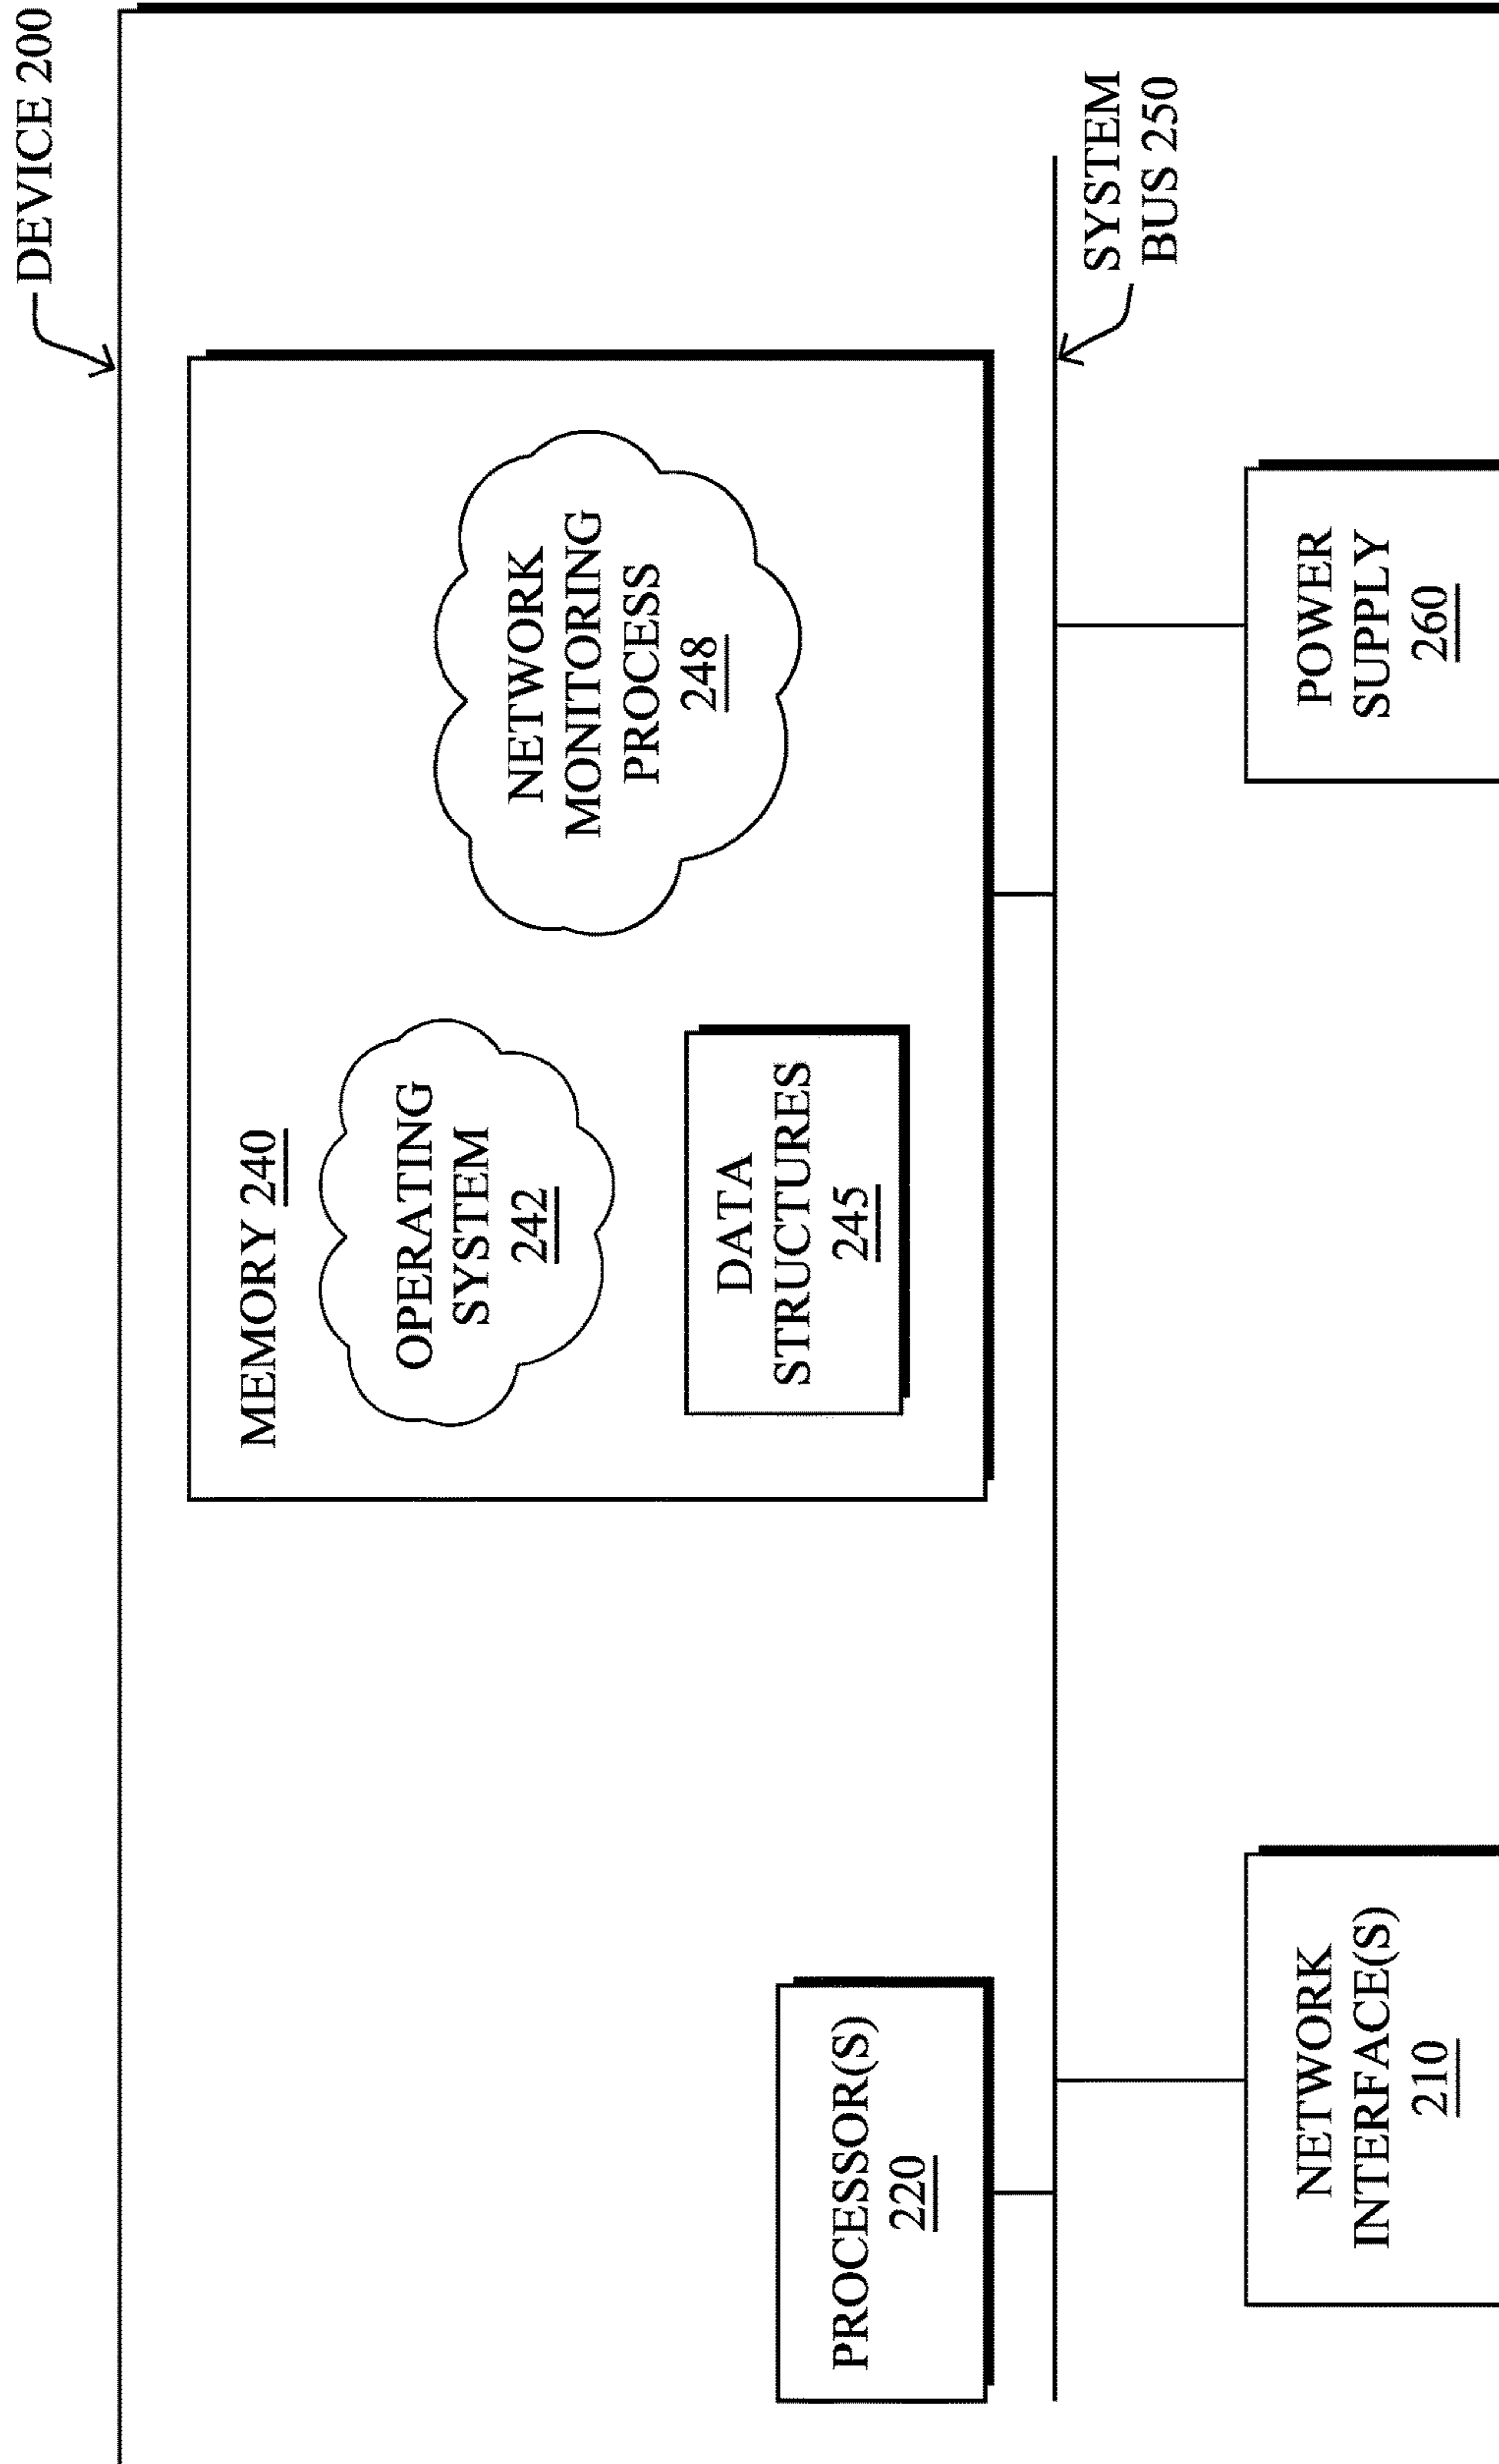 DEVICE 200
MEMORY 240
OPERATING
SYSTEM
242
DATA
STRUCTURES
245
NETWORK
MONITORING
PROCESS
248
PROCESSOR(S)
220
SYSTEM
BUS 250
NETWORK
INTERFACE(S)
210
POWER
SUPPLY
260